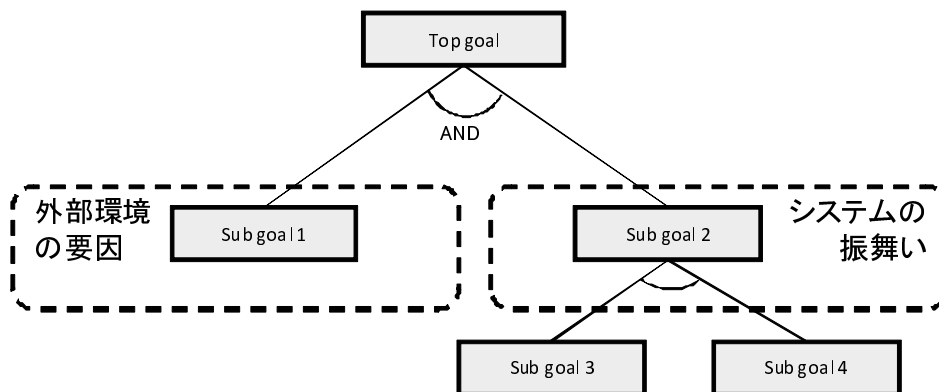 Top goal
AND
外部環境
の要因
Sub goal 1
Sub goal 2
システムの
振舞い
Sub goal 3
Sub goal 4